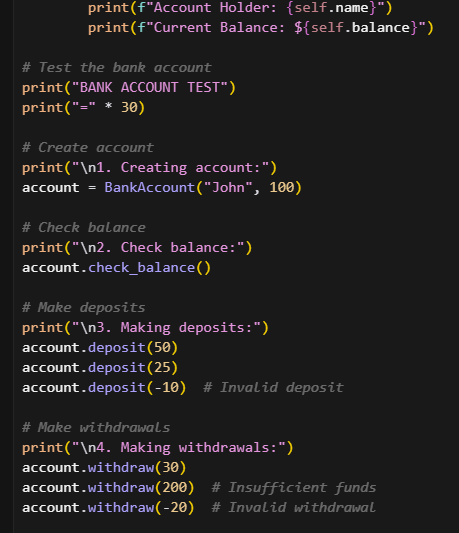 print(f"Account Holder: {self.name}")
print(f"Current Balance: ${self.balance}")
# Test the bank account
print("BANK ACCOUNT TEST")
print("=" * 30)
# Create account
print("\n1. Creating account:")
account = BankAccount("John", 100)
# Check balance
print("\n2. Check balance:")
account.check_balance()
# Make deposits
print("\n3. Making deposits:")
account.deposit(50)
account.deposit(25)
account.deposit(-10)  # Invalid deposit
# Make withdrawals
print("\n4. Making withdrawals:")
account.withdraw(30)
account.withdraw(200)  # Insufficient funds
account.withdraw(-20)  # Invalid withdrawal